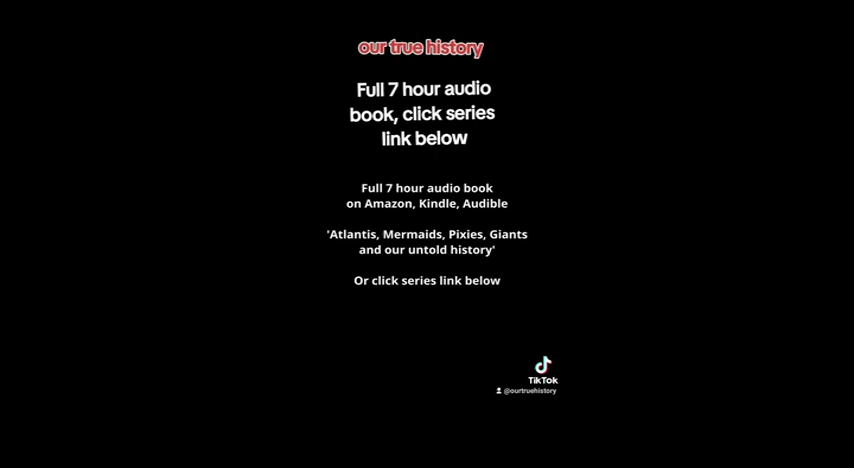 our true history
Full 7 hour audio
book, click series
link below
Full 7 hour audio book
on Amazon, Kindle, Audible
'Atlantis, Mermaids, Pixies, Giants
and our untold history'
Or click series link below
TikTok
@ourtruehistory